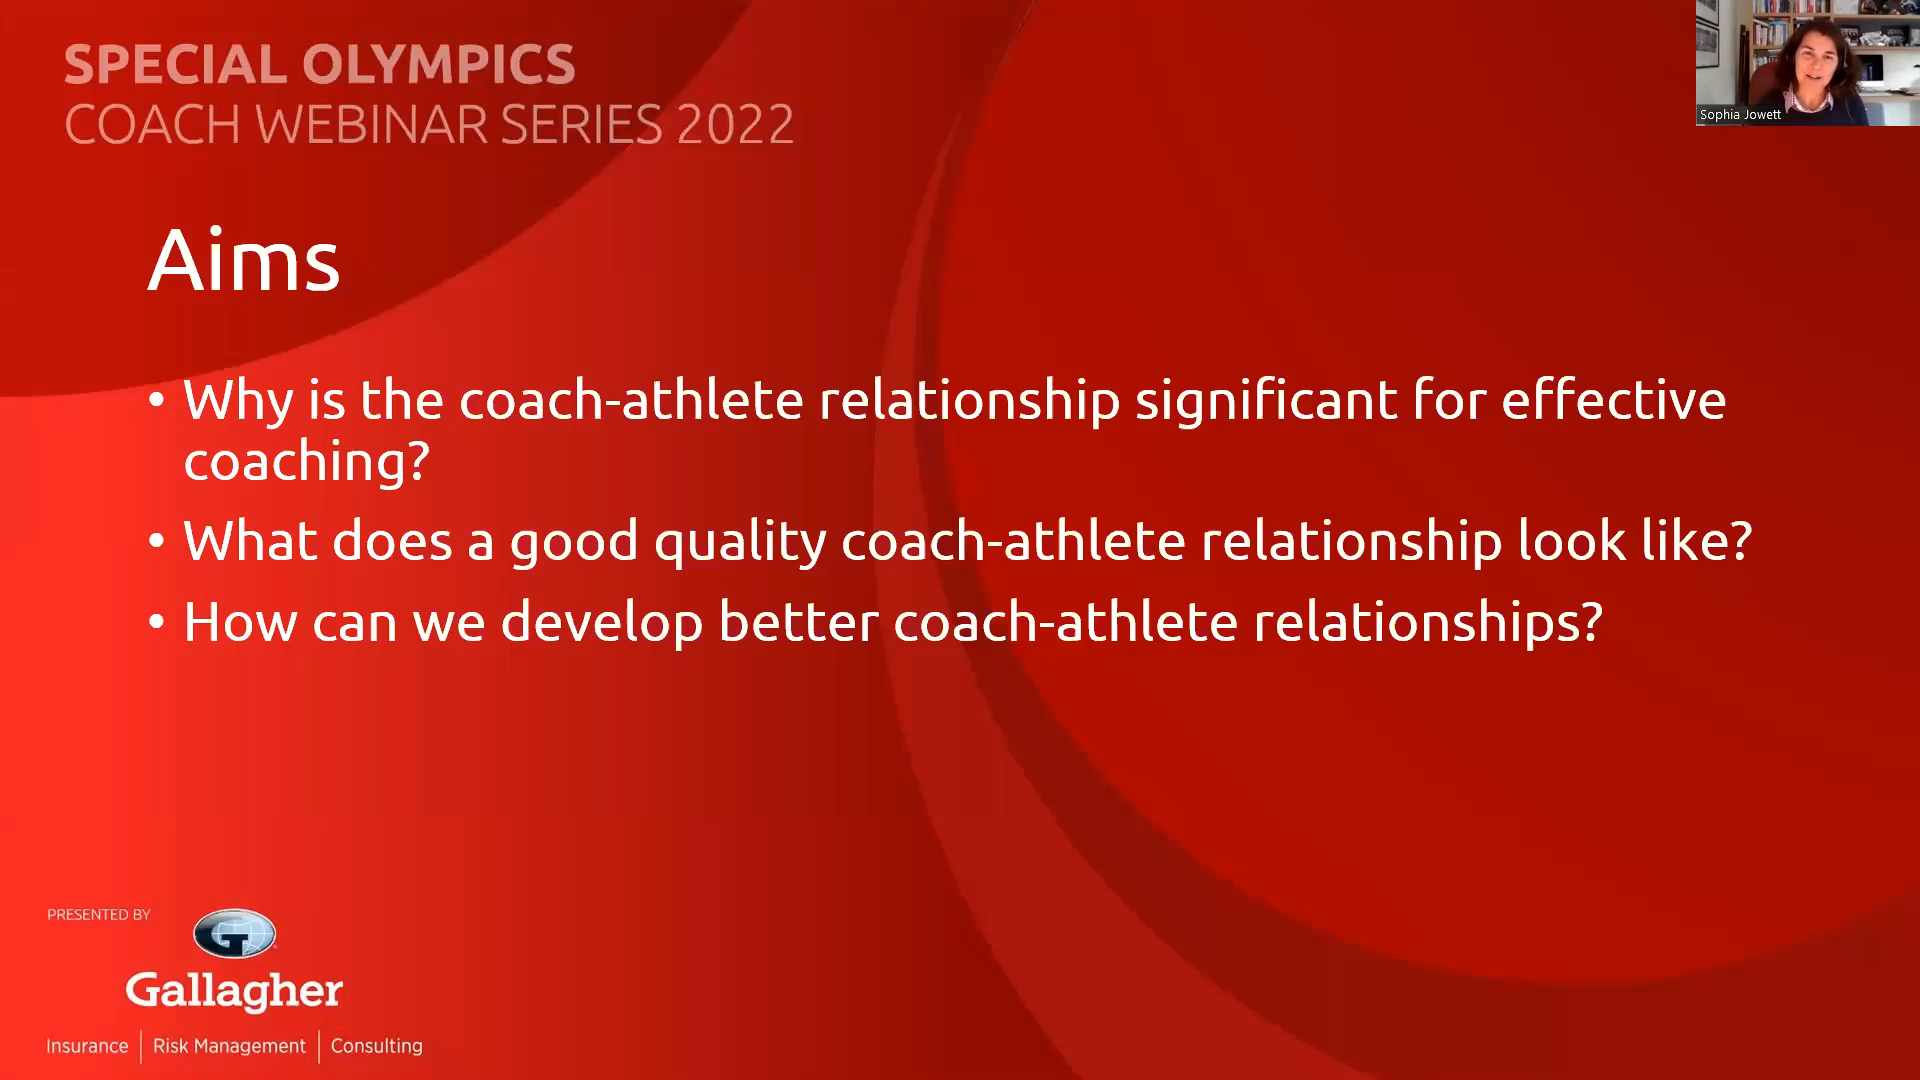 SPECIAL OLYMPICS
COACH WEBINAR SERIES 2022
Sophia Jowett
Aims
• Why is the coach-athlete relationship significant for effective
coaching?
• What does a good quality coach-athlete relationship look like?
• How can we develop better coach-athlete relationships?
PRESENTED BY
G
Gallagher
Insurance | Risk Management | Consulting